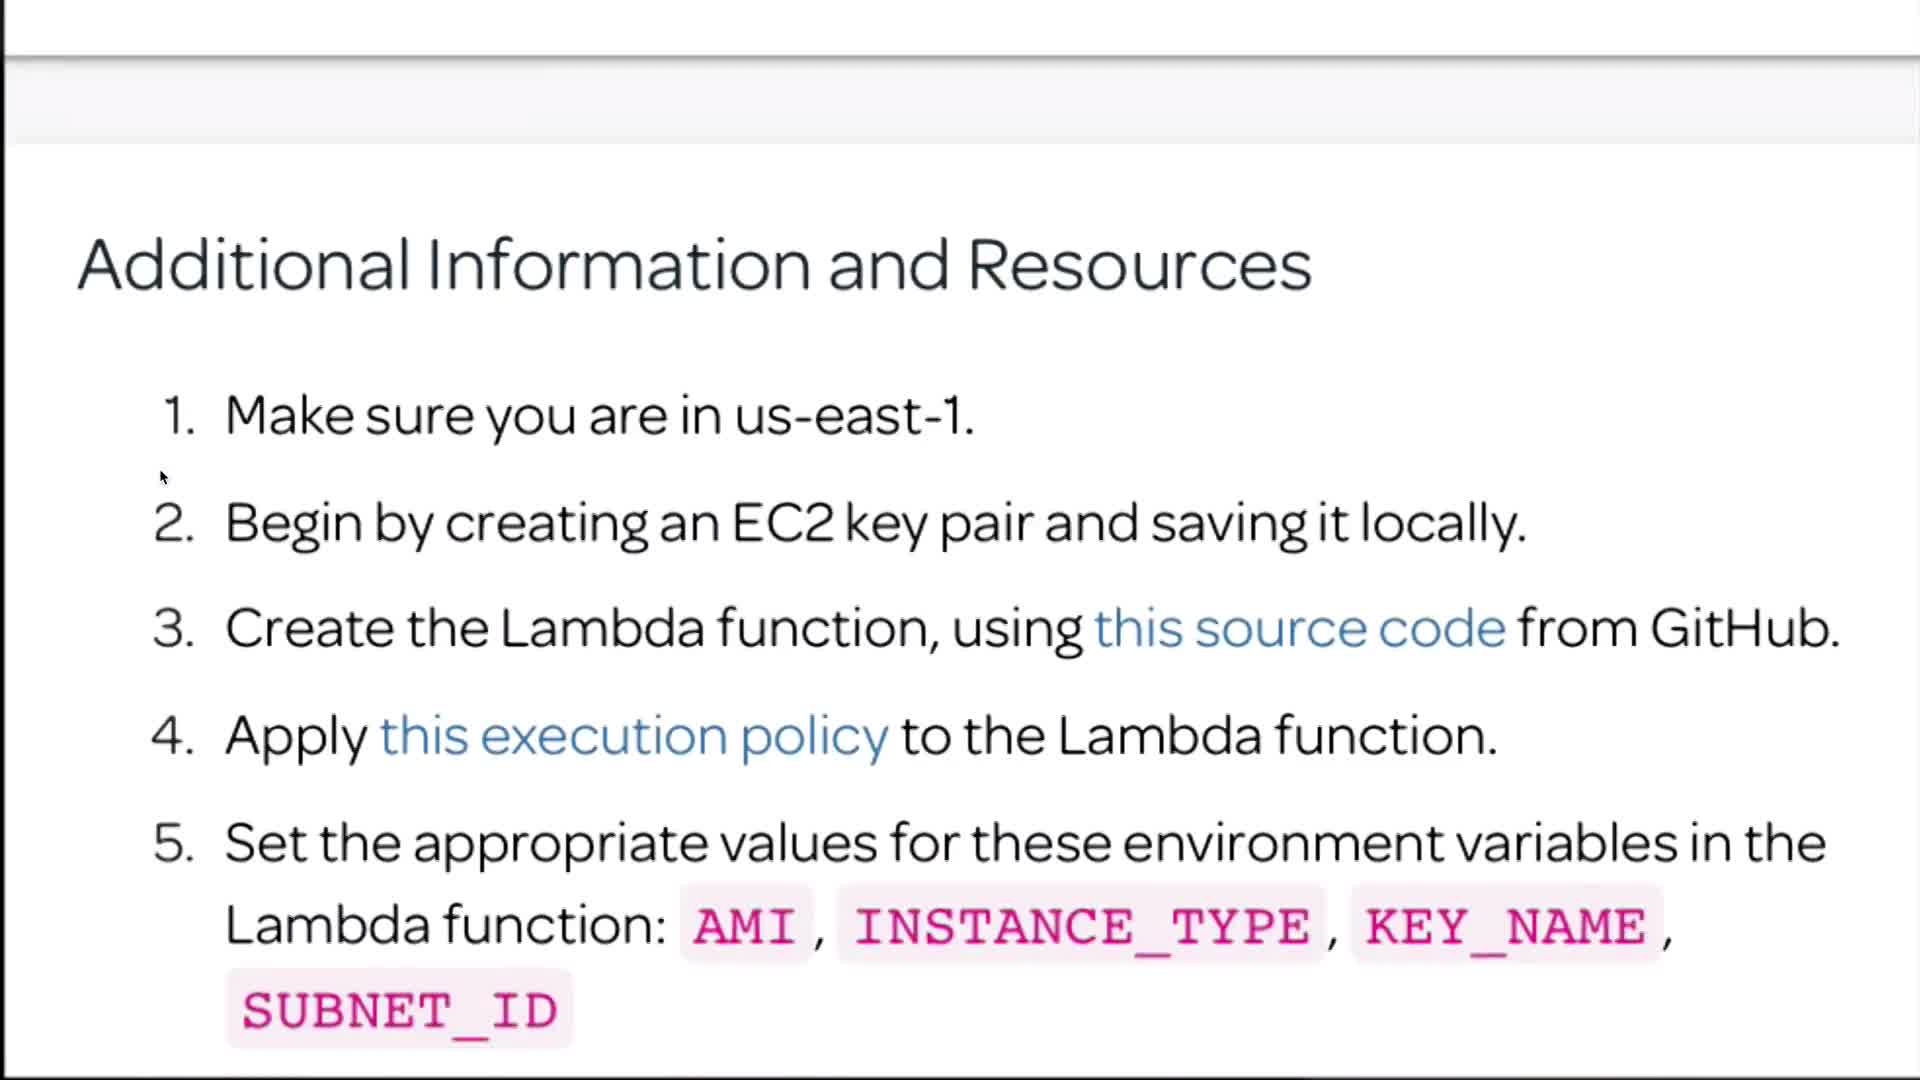 Additional Information and Resources
1. Make sure you are in us-east-1.
2. Begin by creating an EC2 key pair and saving it locally.
3. Create the Lambda function, using this source code from GitHub.
4. Apply this execution policy to the Lambda function.
5. Set the appropriate values for these environment variables in the
Lambda function: AMI, INSTANCE_TYPE, KEY_NAME,
SUBNET_ID